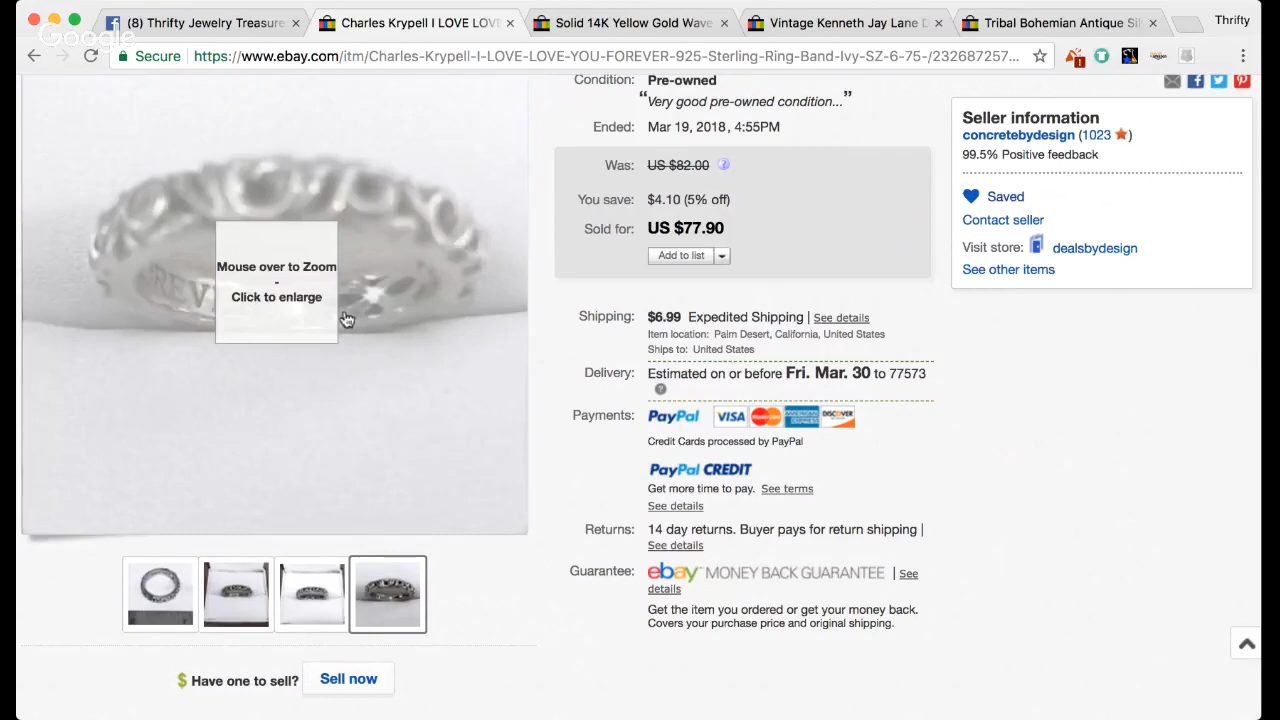 (8) Thrifty Jewelry Treasure
Charles Krypell I LOVE LOV
Solid 14K Yellow Gold Wave
Vintage Kenneth Jay Lane D
Tribal Bohemian Antique Sil
Thrifty
Google
Secure
https://www.ebay.com/itm/Charles-Krypell-I-LOVE-LOVE-YOU-FOREVER-925-Sterling-Ring-Band-Ivy-SZ-6-75-/232687257...
Condition: Pre-owned
“Very good pre-owned condition...”
Ended: Mar 19, 2018 , 4:55PM
Was: US $82.00
You save: $4.10 (5% off)
Sold for: US $77.90
Add to list
Shipping: $6.99 Expedited Shipping | See details
Item location: Palm Desert, California, United States
Ships to: United States
Delivery: Estimated on or before Fri. Mar. 30 to 77573
Payments: PayPal VISA MasterCard AMERICAN EXPRESS DISCOVER
Credit Cards processed by PayPal
PayPal CREDIT
Get more time to pay. See terms
See details
Returns: 14 day returns. Buyer pays for return shipping |
See details
Guarantee: ebay MONEY BACK GUARANTEE | See
details
Get the item you ordered or get your money back.
Covers your purchase price and original shipping.
Seller information
concretebydesign (1023)
99.5% Positive feedback
Saved
Contact seller
Visit store: dealsbydesign
See other items
Mouse over to Zoom
-
Click to enlarge
REV
$ Have one to sell? Sell now